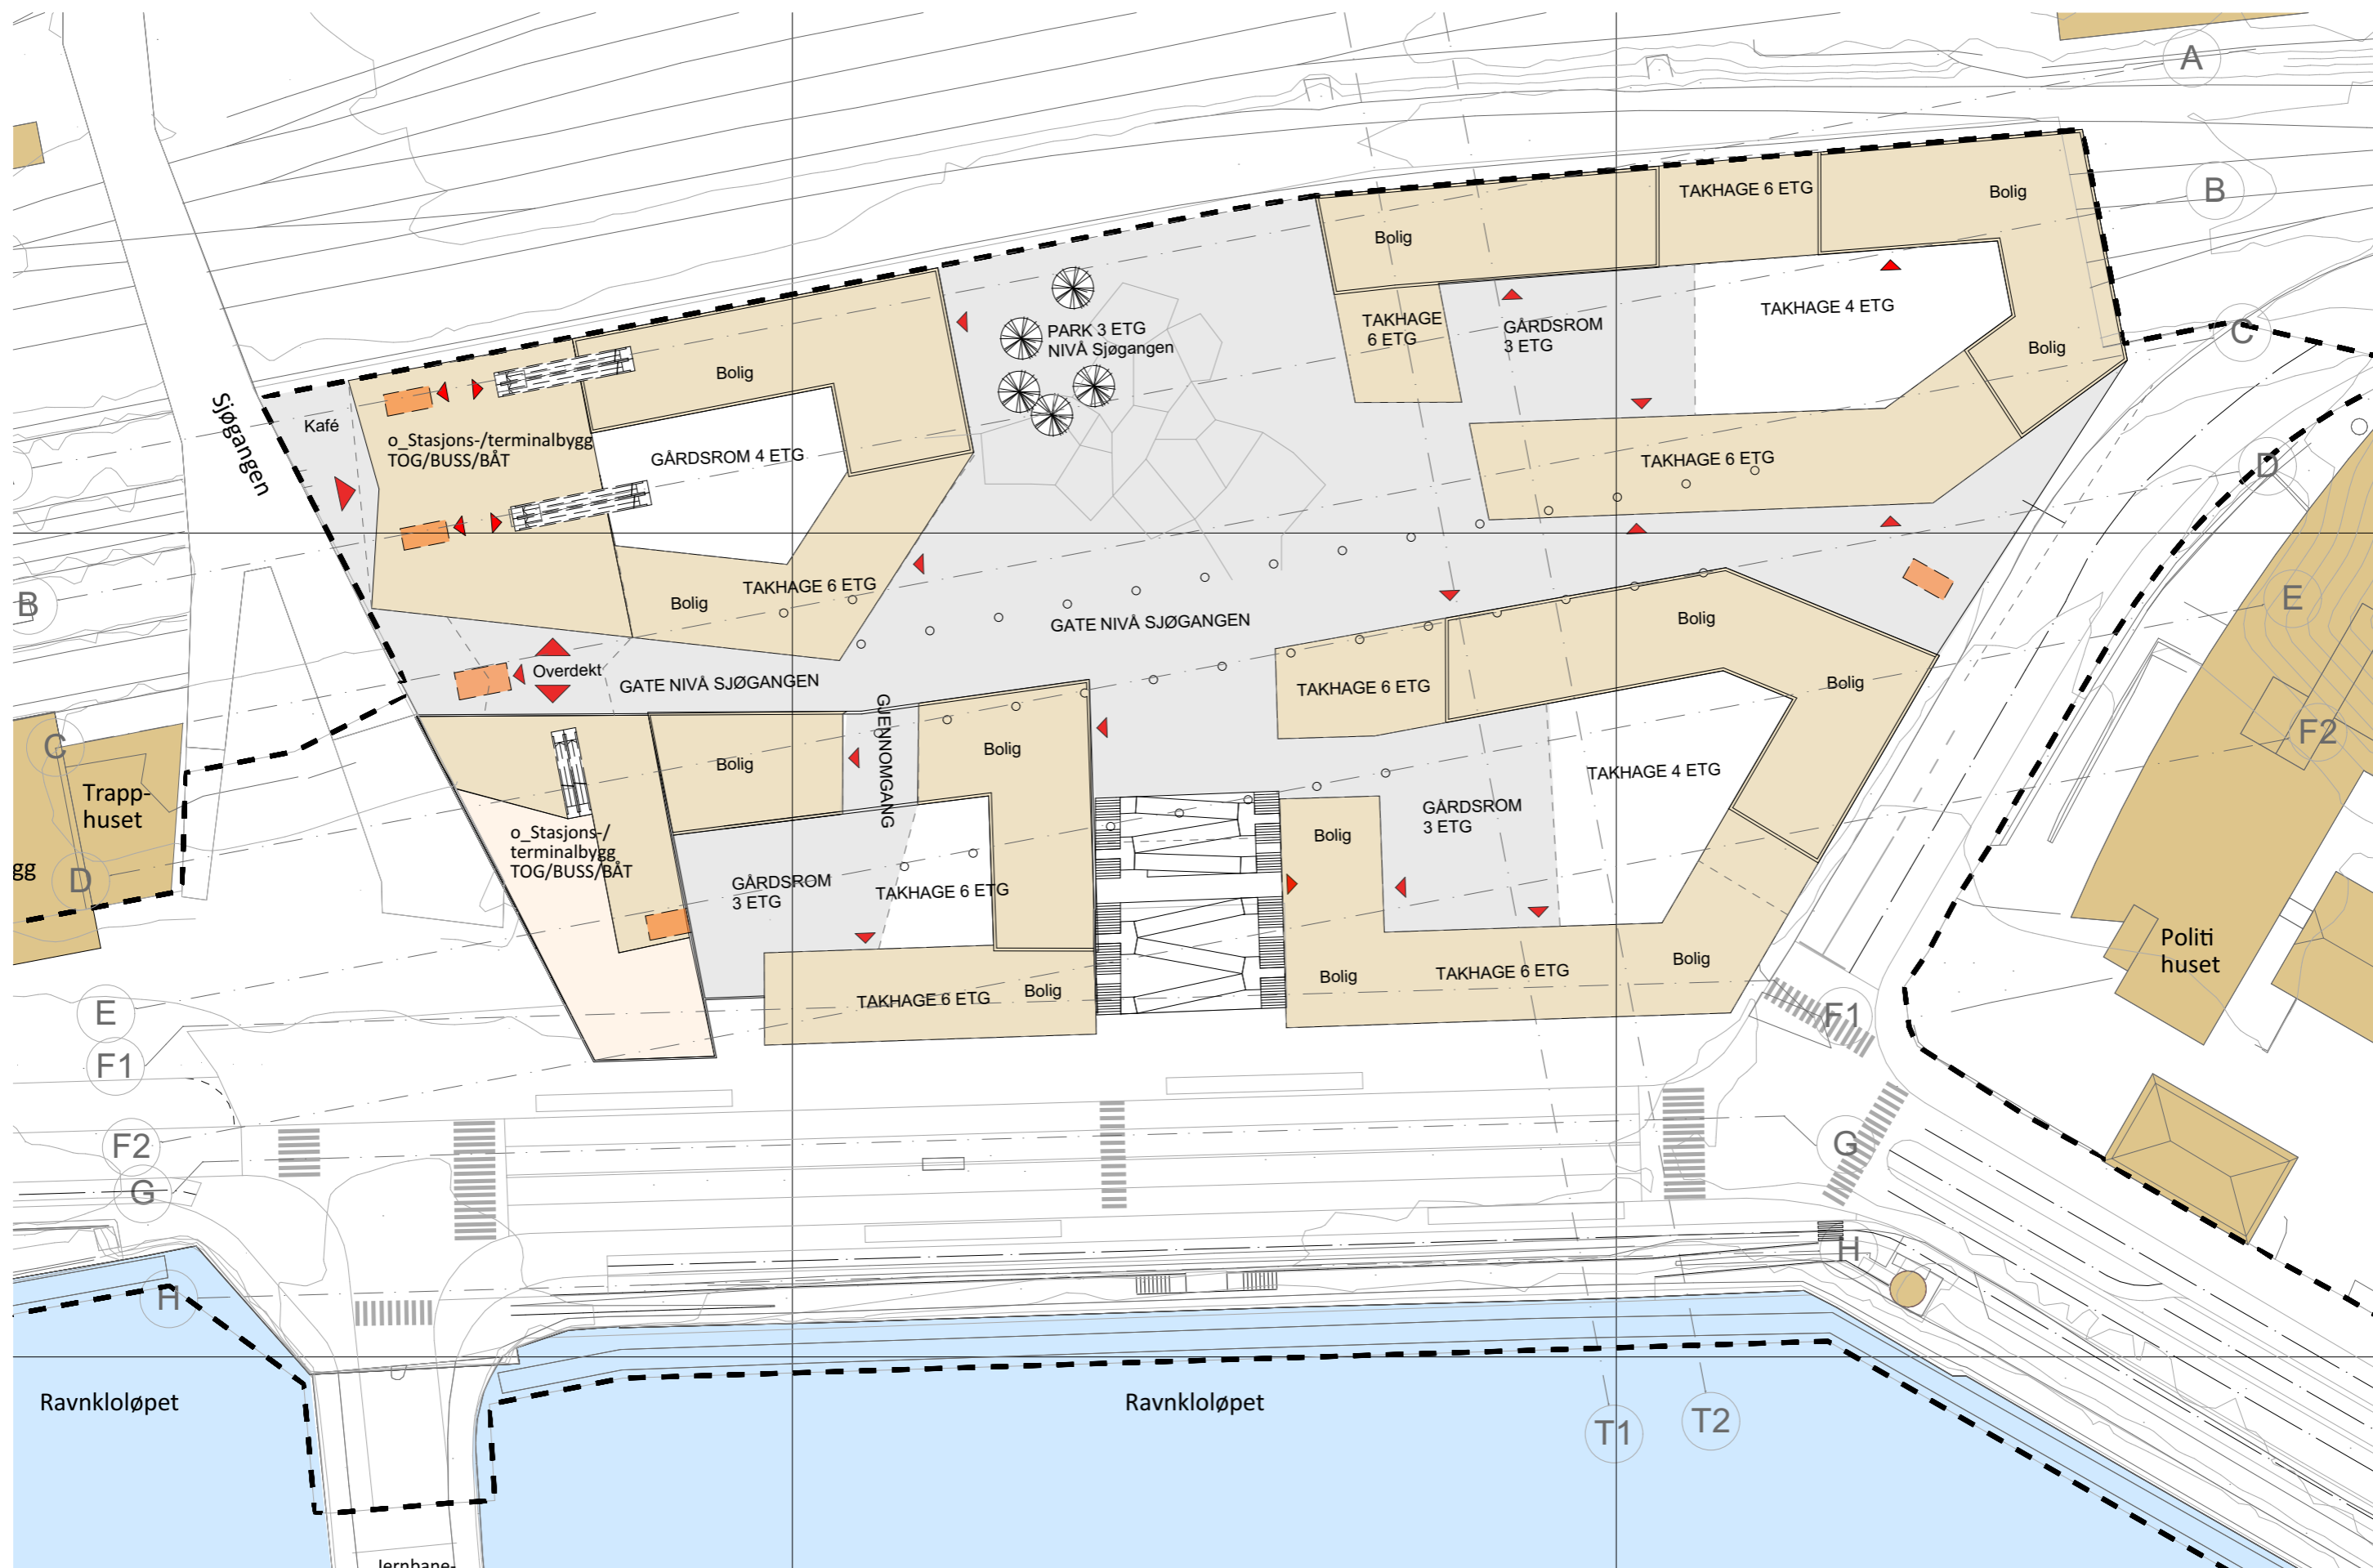 A
B
TAKHAGE 6 ETG
Bolig
Bolig
TAKHAGE 4 ETG
PARK 3 ETG
NIVÅ Sjøgangen
TAKHAGE
6 ETG
GÅRDSROM
3 ETG
C
Bolig
Bolig
Sjøgangen
Kafé
o_Stasjons-/terminalbygg
TOG/BUSS/BÅT
GÅRDSROM 4 ETG
TAKHAGE 6 ETG
D
B
TAKHAGE 6 ETG
Bolig
E
GATE NIVÅ SJØGANGEN
Bolig
Overdekt
GATE NIVÅ SJØGANGEN
TAKHAGE 6 ETG
Bolig
GJENNOMGANG
F2
C
Bolig
Bolig
TAKHAGE 4 ETG
Trapp-
huset
GÅRDSROM
3 ETG
Bolig
o_Stasjons-/
terminalbygg
TOG/BUSS/BÅT
gg
D
GÅRDSROM
3 ETG
TAKHAGE 6 ETG
Politi
huset
Bolig
TAKHAGE 6 ETG
Bolig
TAKHAGE 6 ETG
Bolig
E
F1
F1
F2
G
G
H
H
Ravnkloløpet
Ravnkloløpet
T1
T2
Jernbane-